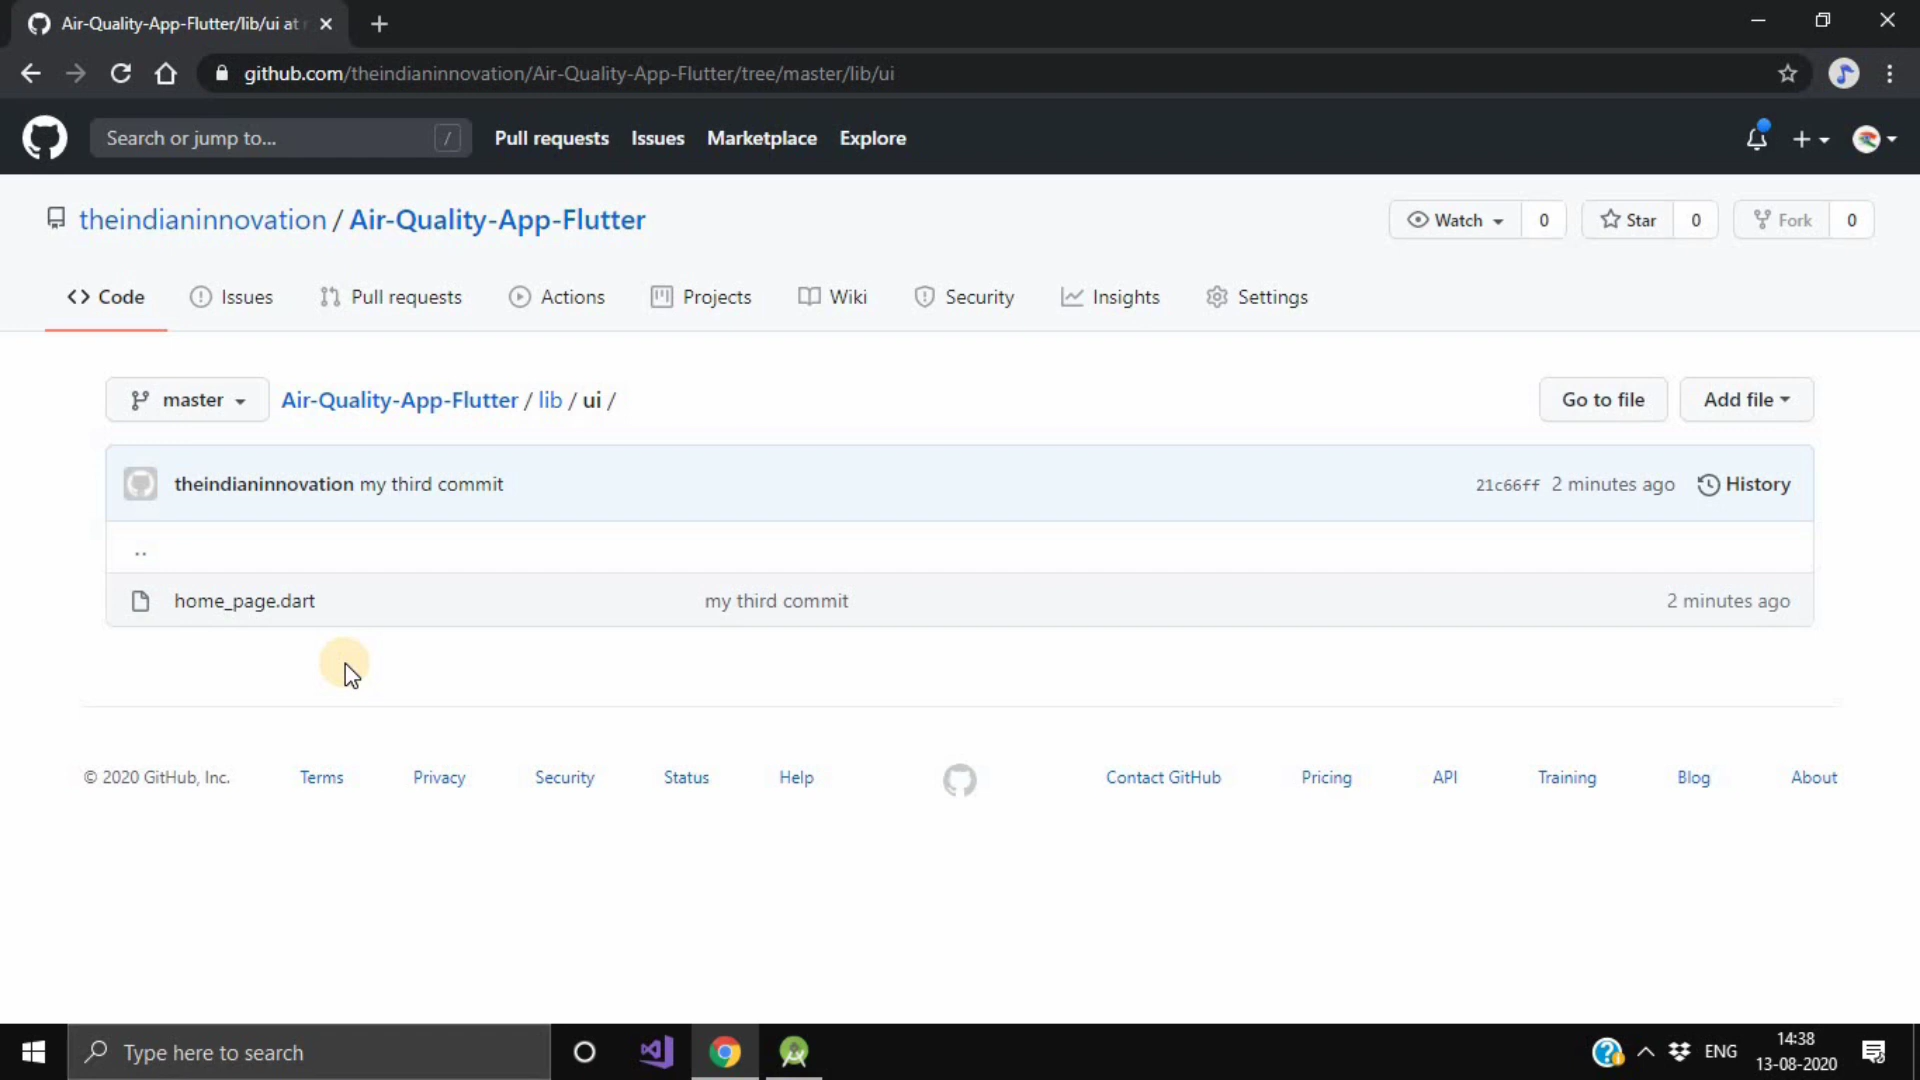 Air-Quality-App-Flutter/lib/ui at
github.com/theindianinnovation/Air-Quality-App-Flutter/tree/master/lib/ui
Search or jump to... /
Pull requests Issues Marketplace Explore
theindianinnovation / Air-Quality-App-Flutter
Watch 0 Star 0 Fork 0
Code Issues Pull requests Actions Projects Wiki Security Insights Settings
master Air-Quality-App-Flutter / lib / ui / Go to file Add file
theindianinnovation my third commit 21c66ff 2 minutes ago History
..
home_page.dart my third commit 2 minutes ago
© 2020 GitHub, Inc. Terms Privacy Security Status Help Contact GitHub Pricing API Training Blog About
Type here to search
ENG
14:38
13-08-2020